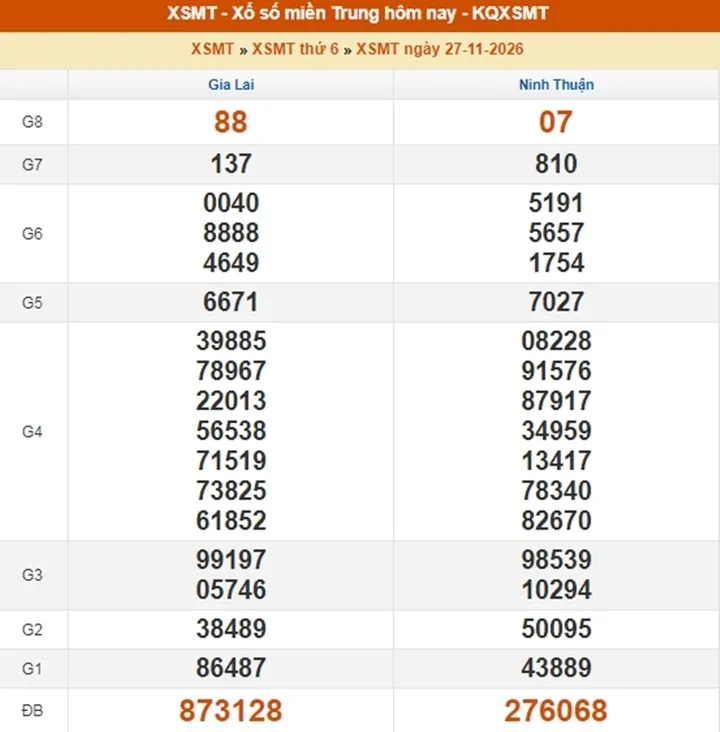 XSMT - Xổ số miền Trung hôm nay - KQXSMT
XSMT » XSMT thứ 6 » XSMT ngày 27-11-2026
Gia Lai Ninh Thuận
G8 88 07
G7 137 810
0040 5191
G6 8888 5657
4649 1754
G5 6671 7027
39885 08228
78967 91576
22013 87917
G4 56538 34959
71519 13417
73825 78340
61852 82670
G3 99197 98539
05746 10294
G2 38489 50095
G1 86487 43889
ĐB 873128 276068